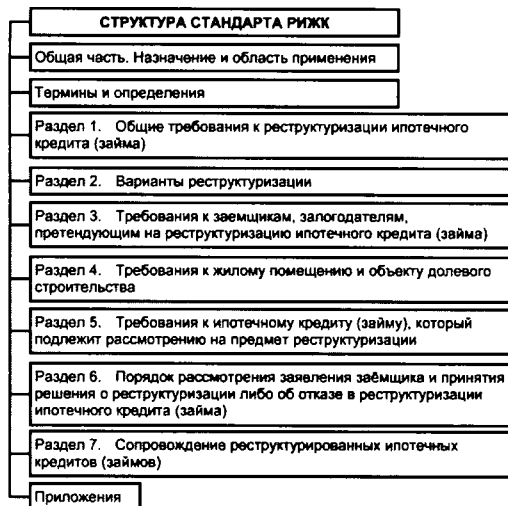 СТРУКТУРА СТАНДАРТА РИЖК
Общая часть. Назначение и область применения
Термины и определения
Раздел 1. Общие требования к реструктуризации ипотечного
кредита (займа)
Раздел 2. Варианты реструктуризации
Раздел 3. Требования к заемщикам, залогодателям,
претендующим на реструктуризацию ипотечного кредита (займа)
Раздел 4. Требования к жилому помещению и объекту долевого
строительства
Раздел 5. Требования к ипотечному кредиту (займу), который
подлежит рассмотрению на предмет реструктуризации
Раздел 6. Порядок рассмотрения заявления заёмщика и принятия
решения о реструктуризации либо об отказе в реструктуризации
ипотечного кредита (займа)
Раздел 7. Сопровождение реструктурированных ипотечных
кредитов (займов)
Приложения